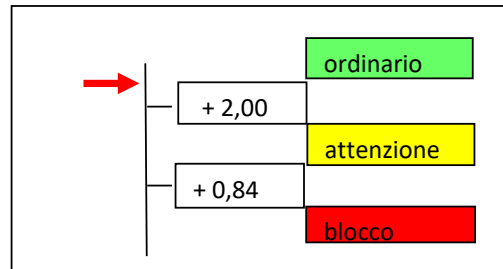 ordinario
+ 2,00
attenzione
+ 0,84
blocco